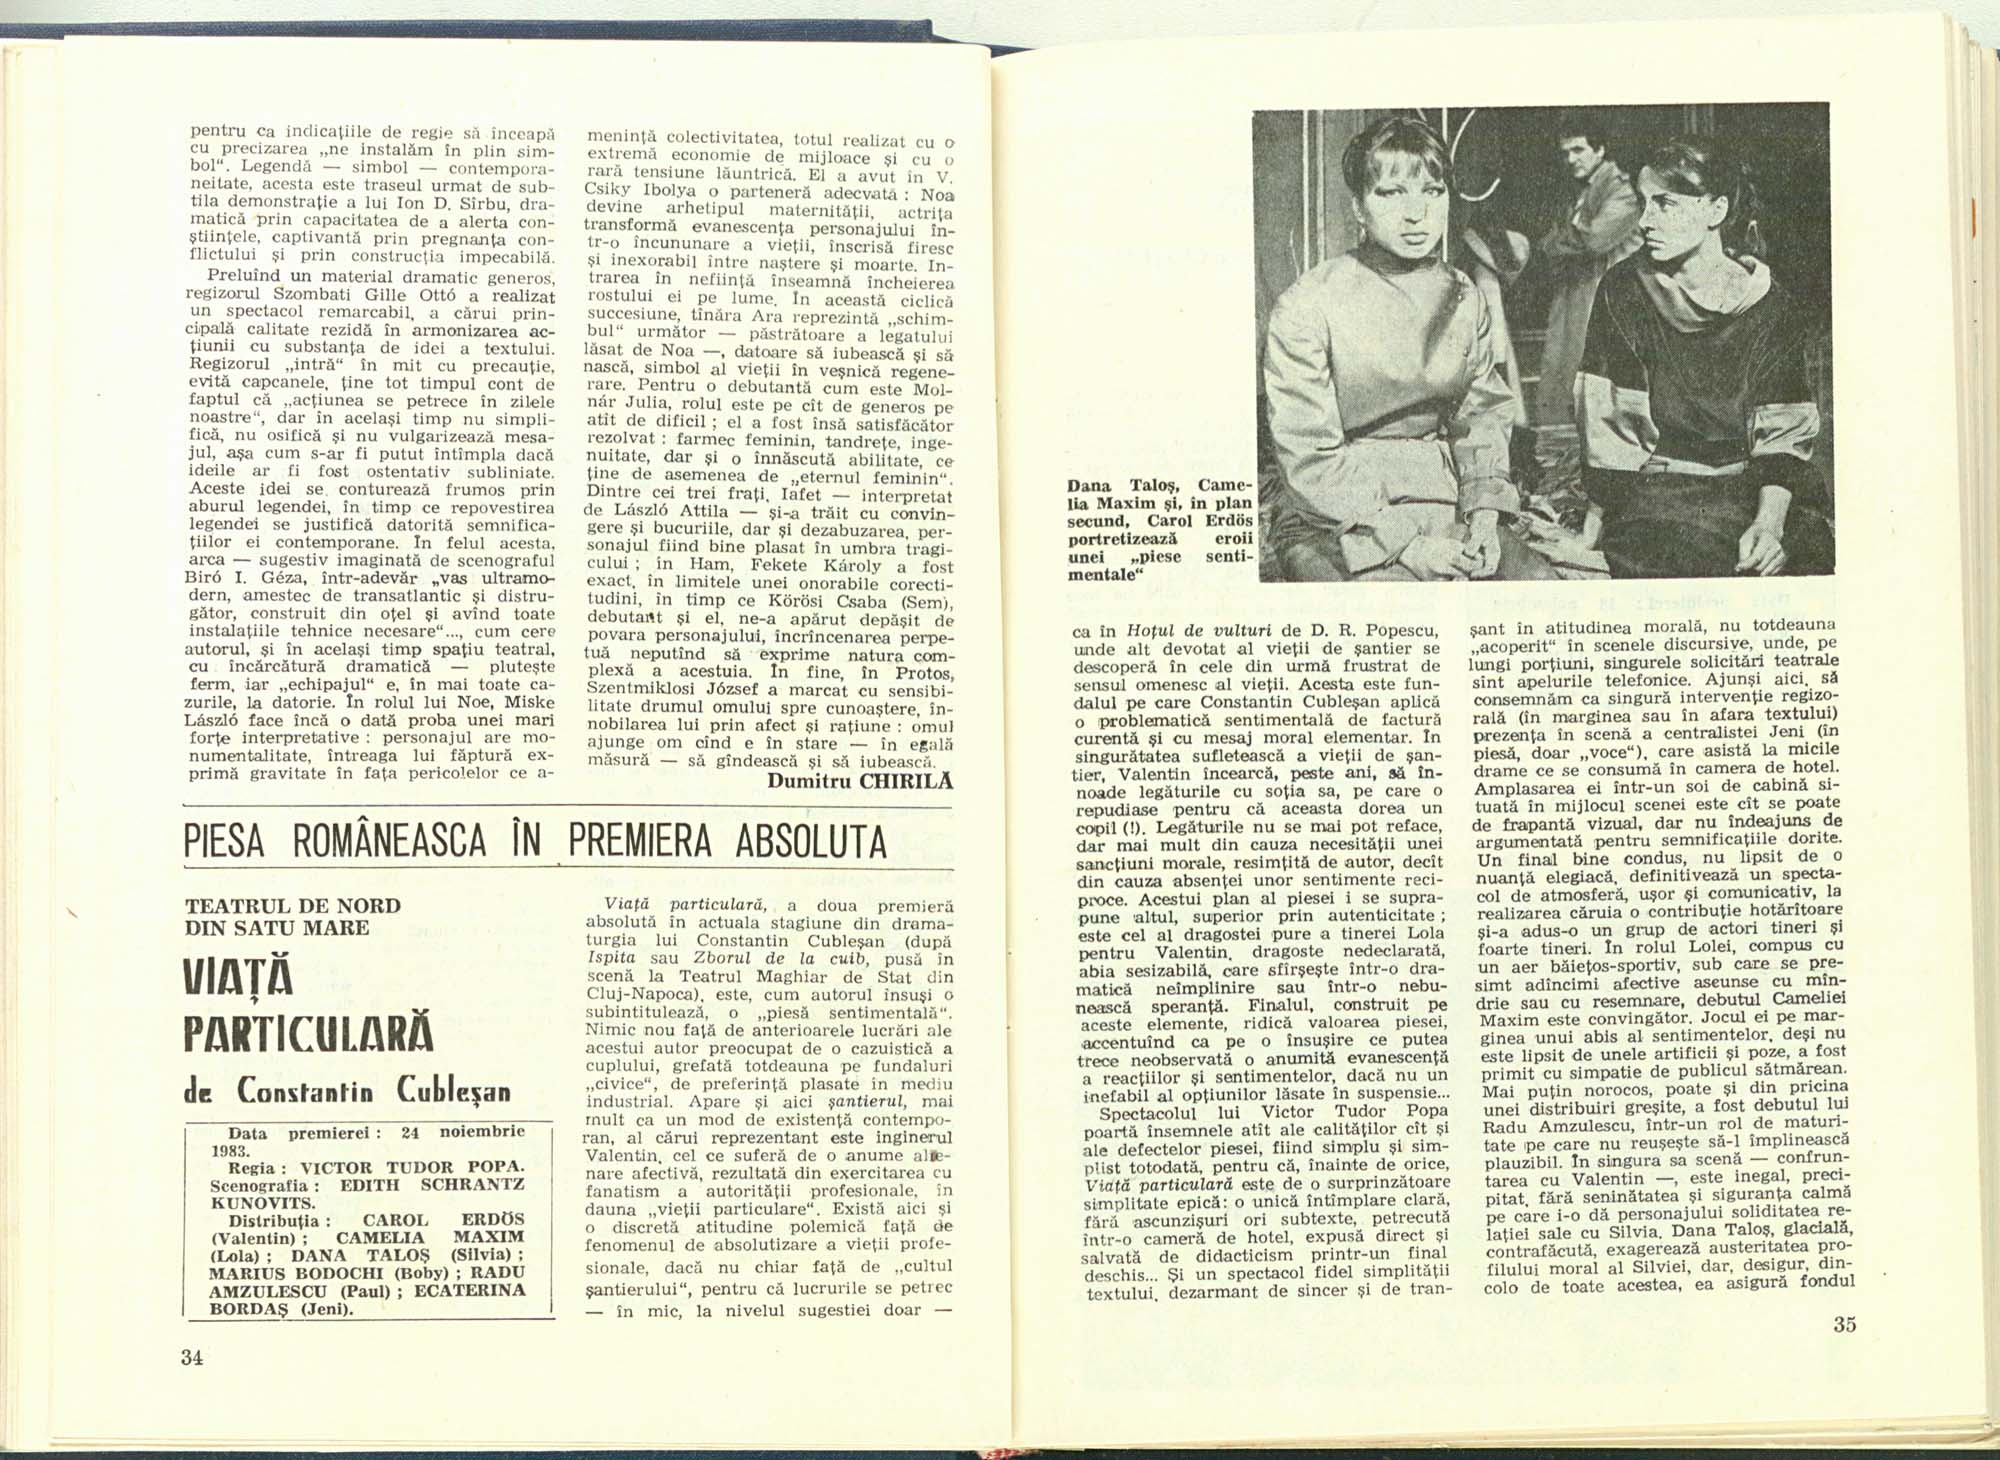 pentru ca indicațiile de regie să înceapă
cu precizarea „ne instalăm în plin sim-
bol“. Legendă — simbol — contempora-
neitate, acesta este traseul urmat de sub-
tila demonstrație a lui Ion D. Sîrbu, dra-
matică prin capacitatea de a alerta con-
științele, captivantă prin pregnanța con-
flictului și prin construcția impecabilă.
Preluînd un material dramatic generos,
regizorul Szombati Gille Ottó a realizat
un spectacol remarcabil, a cărui prin-
cipală calitate rezidă în armonizarea ac-
țiunii cu substanța de idei a textului.
Regizorul „intră“ în mit cu precauție,
evită capcanele, ține tot timpul cont de
faptul că „acțiunea se petrece în zilele
noastre“, dar în același timp nu simpli-
fică, nu osifică și nu vulgarizează mesa-
jul, așa cum s-ar fi putut întîmpla dacă
ideile ar fi fost ostentativ subliniate.
Aceste idei se conturează frumos prin
aburul legendei, în timp ce repovestirea
legendei se justifică datorită semnifica-
țiilor ei contemporane. În felul acesta,
arca — sugestiv imaginată de scenograful
Biró I. Géza, într-adevăr „vas ultramo-
dern, amestec de transatlantic și distru-
gător, construit din oțel și avînd toate
instalațiile tehnice necesare“..., cum cere
autorul, și în același timp spațiu teatral,
cu încărcătură dramatică — plutește
ferm, iar „echipajul“ e, în mai toate ca-
zurile, la datorie. În rolul lui Noe, Miske
László face încă o dată proba unei mari
forțe interpretative : personajul are mo-
numentalitate, întreaga lui făptură ex-
primă gravitate în fața pericolelor ce a-
menință colectivitatea, totul realizat cu o
extremă economie de mijloace și cu o
rară tensiune lăuntrică. El a avut în V.
Csiky Ibolya o parteneră adecvată : Noa
devine arhetipul maternității, actrița
transformă evanescența personajului în-
tr-o încununare a vieții, înscrisă firesc
și inexorabil între naștere și moarte. In-
trarea în neființă înseamnă încheierea
rostului ei pe lume. În această ciclică
succesiune, tînăra Ara reprezintă „schim-
bul“ următor — păstrătoare a legatului
lăsat de Noa —, datoare să iubească și să
nască, simbol al vieții în veșnică regene-
rare. Pentru o debutantă cum este Mol-
nár Julia, rolul este pe cît de generos pe
atît de dificil ; el a fost însă satisfăcător
rezolvat : farmec feminin, tandrețe, inge-
nuitate, dar și o înnăscută abilitate, ce
ține de asemenea de „eternul feminin“.
Dintre cei trei frați, Iafet — interpretat
de László Attila — și-a trăit cu convin-
gere și bucuriile, dar și dezabuzarea, per-
sonajul fiind bine plasat în umbra tragi-
cului ; în Ham, Fekete Károly a fost
exact, în limitele unei onorabile corecti-
tudini, în timp ce Körösi Csaba (Sem),
debutant și el, ne-a apărut depășit de
povara personajului, încrîncenarea perpe-
tuă neputînd să exprime natura com-
plexă a acestuia. În fine, în Protos,
Szentmiklosi József a marcat cu sensibi-
litate drumul omului spre cunoaștere, în-
nobilarea lui prin afect și rațiune : omul
ajunge om cînd e în stare — în egală
măsură — să gîndească și să iubească.
Dumitru CHIRILĂ
PIESA ROMÂNEASCA ÎN PREMIERA ABSOLUTA
TEATRUL DE NORD
DIN SATU MARE
VIAȚĂ
PARTICULARĂ
de Constantin Cubleșan
Data premierei : 24 noiembrie
1983.
Regia : VICTOR TUDOR POPA.
Scenografia : EDITH SCHRANTZ
KUNOVITS.
Distribuția : CAROL ERDÖS
(Valentin) ; CAMELIA MAXIM
(Lola) ; DANA TALOȘ (Silvia) ;
MARIUS BODOCHI (Boby) ; RADU
AMZULESCU (Paul) ; ECATERINA
BORDAȘ (Jeni).
Viață particulară, a doua premieră
absolută în actuala stagiune din drama-
turgia lui Constantin Cubleșan (după
Ispita sau Zborul de la cuib, pusă în
scenă la Teatrul Maghiar de Stat din
Cluj-Napoca), este, cum autorul însuși o
subintitulează, o „piesă sentimentală“.
Nimic nou față de anterioarele lucrări ale
acestui autor preocupat de o cazuistică a
cuplului, grefată totdeauna pe fundaluri
„civice“, de preferință plasate în mediu
industrial. Apare și aici șantierul, mai
mult ca un mod de existență contempo-
ran, al cărui reprezentant este inginerul
Valentin, cel ce suferă de o anume alie-
nare afectivă, rezultată din exercitarea cu
fanatism a autorității profesionale, în
dauna „vieții particulare“. Există aici și
o discretă atitudine polemică față de
fenomenul de absolutizare a vieții profe-
sionale, dacă nu chiar față de „cultul
șantierului“, pentru că lucrurile se petrec
— în mic, la nivelul sugestiei doar —
34
Dana Taloș, Came-
lia Maxim și, în plan
secund, Carol Erdös
portretizează eroii
unei „piese senti-
mentale“
ca în Hoțul de vulturi de D. R. Popescu,
unde alt devotat al vieții de șantier se
descoperă în cele din urmă frustrat de
sensul omenesc al vieții. Acesta este fun-
dalul pe care Constantin Cubleșan aplică
o problematică sentimentală de factură
curentă și cu mesaj moral elementar. În
singurătatea sufletească a vieții de șan-
tier, Valentin încearcă, peste ani, să în-
noade legăturile cu soția sa, pe care o
repudiase pentru că aceasta dorea un
copil (!). Legăturile nu se mai pot reface,
dar mai mult din cauza necesității unei
sancțiuni morale, resimțită de autor, decît
din cauza absenței unor sentimente reci-
proce. Acestui plan al piesei i se supra-
pune altul, superior prin autenticitate ;
este cel al dragostei pure a tinerei Lola
pentru Valentin, dragoste nedeclarată,
abia sesizabilă, care sfîrșește într-o dra-
matică neîmplinire sau într-o nebu-
nească speranță. Finalul, construit pe
aceste elemente, ridică valoarea piesei,
accentuînd ca pe o însușire ce putea
trece neobservată o anumită evanescență
a reacțiilor și sentimentelor, dacă nu un
inefabil al opțiunilor lăsate în suspensie...
Spectacolul lui Victor Tudor Popa
poartă însemnele atît ale calităților cît și
ale defectelor piesei, fiind simplu și sim-
plist totodată, pentru că, înainte de orice,
Viață particulară este de o surprinzătoare
simplitate epică: o unică întîmplare clară,
fără ascunzișuri ori subtexte, petrecută
într-o cameră de hotel, expusă direct și
salvată de didacticism printr-un final
deschis... Și un spectacol fidel simplității
textului, dezarmant de sincer și de tran-
șant în atitudinea morală, nu totdeauna
„acoperit“ în scenele discursive, unde, pe
lungi porțiuni, singurele solicitări teatrale
sînt apelurile telefonice. Ajunși aici, să
consemnăm ca singură intervenție regizo-
rală (în marginea sau în afara textului)
prezența în scenă a centralistei Jeni (în
piesă, doar „voce“), care asistă la micile
drame ce se consumă în camera de hotel.
Amplasarea ei într-un soi de cabină si-
tuată în mijlocul scenei este cît se poate
de frapantă vizual, dar nu îndeajuns de
argumentată pentru semnificațiile dorite.
Un final bine condus, nu lipsit de o
nuanță elegiacă, definitivează un specta-
col de atmosferă, ușor și comunicativ, la
realizarea căruia o contribuție hotărîtoare
și-a adus-o un grup de actori tineri și
foarte tineri. În rolul Lolei, compus cu
un aer băiețos-sportiv, sub care se pre-
simt adîncimi afective ascunse cu mîn-
drie sau cu resemnare, debutul Cameliei
Maxim este convingător. Jocul ei pe mar-
ginea unui abis al sentimentelor, deși nu
este lipsit de unele artificii și poze, a fost
primit cu simpatie de publicul sătmărean.
Mai puțin norocos, poate și din pricina
unei distribuiri greșite, a fost debutul lui
Radu Amzulescu, într-un rol de maturi-
tate pe care nu reușește să-l împlinească
plauzibil. În singura sa scenă — confrun-
tarea cu Valentin —, este inegal, preci-
pitat, fără seninătatea și siguranța calmă
pe care i-o dă personajului soliditatea re-
lației sale cu Silvia. Dana Taloș, glacială,
contrafăcută, exagerează austeritatea pro-
filului moral al Silviei, dar, desigur, din-
colo de toate acestea, ea asigură fondul
35